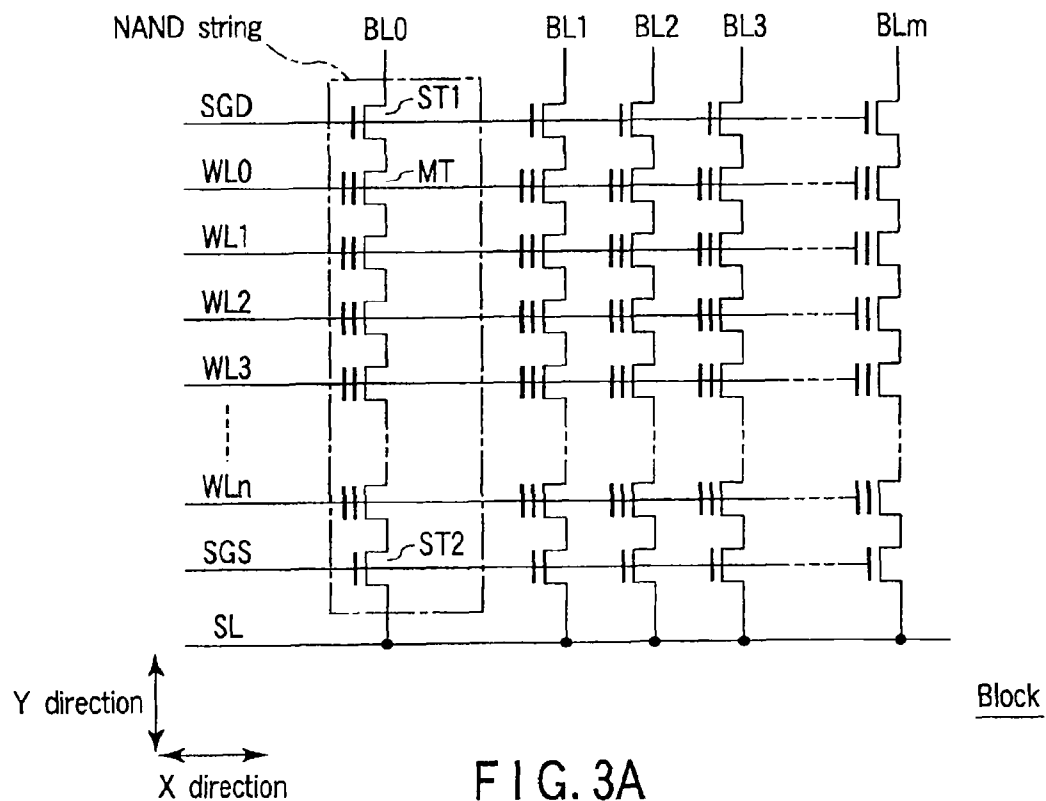 NAND string
BL0 BL1 BL2 BL3 BLm
SGD ST1
WL0 MT
WL1
WL2
WL3
WLn
SGS ST2
SL
Y direction
X direction
Block
FIG. 3A